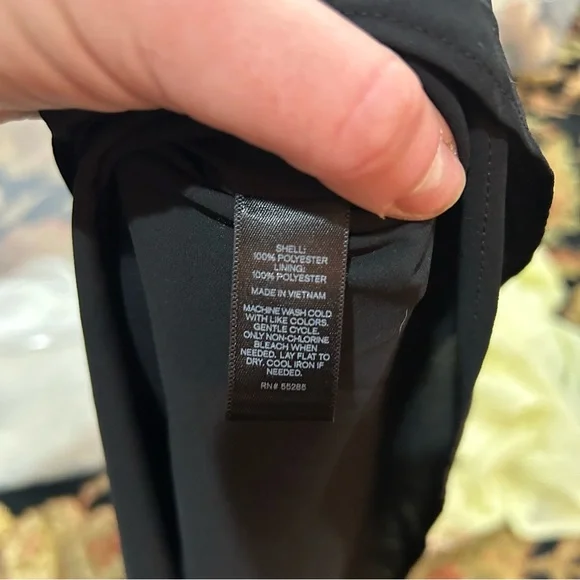 SHELL:
100% POLYESTER
LINING:
100% POLYESTER
MADE IN VIETNAM
MACHINE WASH COLD
WITH LIKE COLORS.
GENTLE CYCLE.
ONLY NON-CHLORINE
BLEACH WHEN
NEEDED. LAY FLAT TO
DRY. COOL IRON IF
NEEDED.
RN# 55285